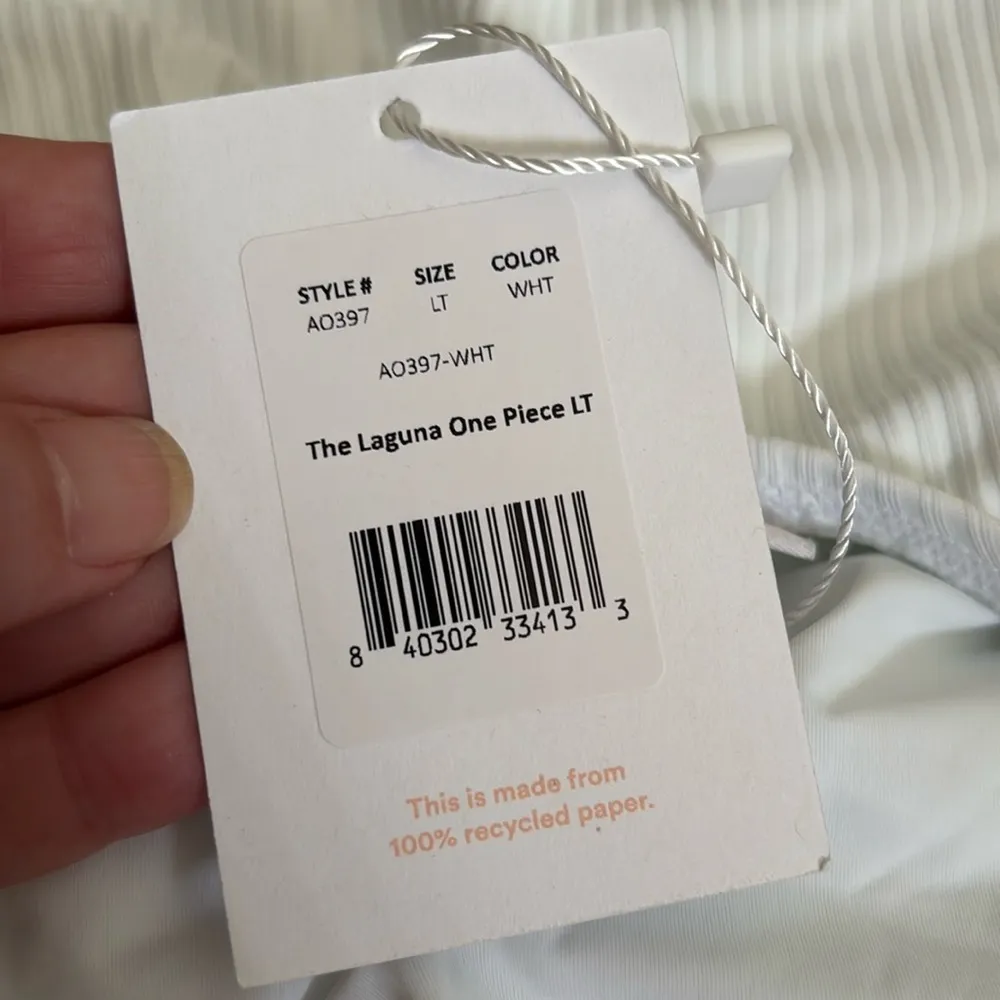 STYLE # SIZE COLOR
AO397 LT WHT
AO397-WHT
The Laguna One Piece LT
8 40302 33413 3
This is made from
100% recycled paper.